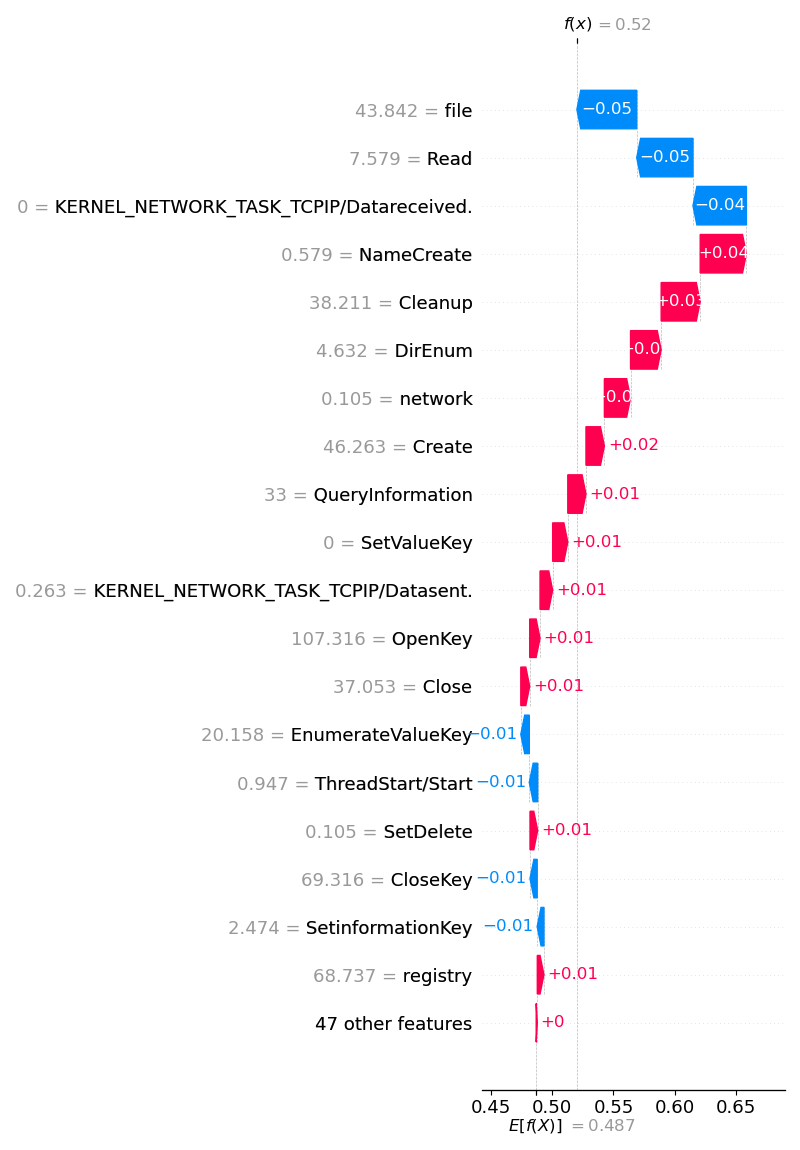 f(x) = 0.52
43.842 = file −0.05
7.579 = Read −0.05
0 = KERNEL_NETWORK_TASK_TCPIP/Datareceived. −0.04
0.579 = NameCreate +0.04
38.211 = Cleanup +0.03
4.632 = DirEnum
0.105 = network
46.263 = Create +0.02
33 = QueryInformation +0.01
0 = SetValueKey +0.01
0.263 = KERNEL_NETWORK_TASK_TCPIP/Datasent. +0.01
107.316 = OpenKey +0.01
37.053 = Close +0.01
20.158 = EnumerateValueKey −0.01
0.947 = ThreadStart/Start −0.01
0.105 = SetDelete +0.01
69.316 = CloseKey −0.01
2.474 = SetinformationKey −0.01
68.737 = registry +0.01
47 other features +0
0.45 0.50 0.55 0.60 0.65
E[f(X)] = 0.487